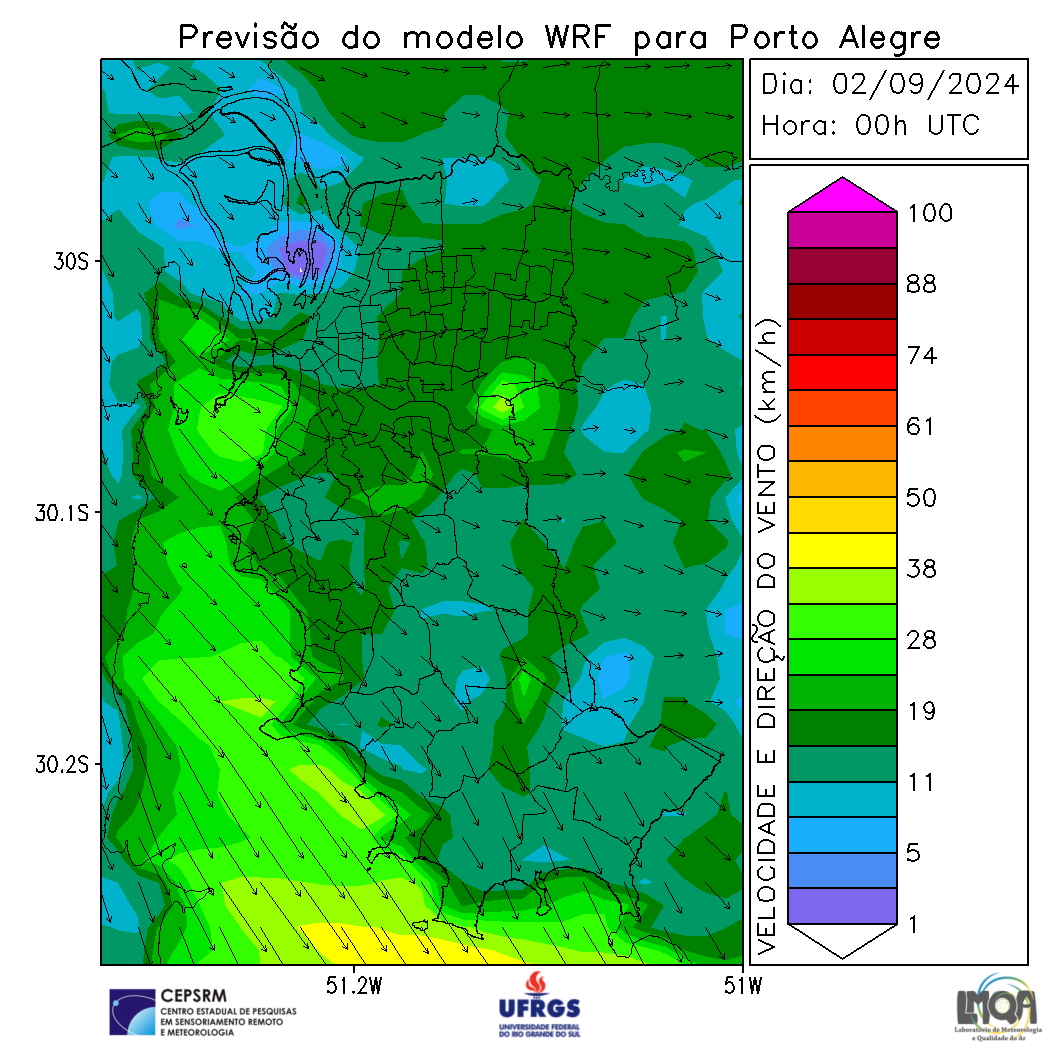 Previsão do modelo WRF para Porto Alegre
Dia: 02/09/2024
Hora: 00h UTC
100
88
74
61
50
38
28
19
11
5
1
VELOCIDADE E DIREÇÃO DO VENTO (km/h)
30S
30.1S
30.2S
51.2W
51W
CEPSRM
CENTRO ESTADUAL DE PESQUISAS
EM SENSORIAMENTO REMOTO
E METEOROLOGIA
UFRGS
UNIVERSIDADE FEDERAL
DO RIO GRANDE DO SUL
LMQA
Laboratório de Meteorologia
e Qualidade do Ar